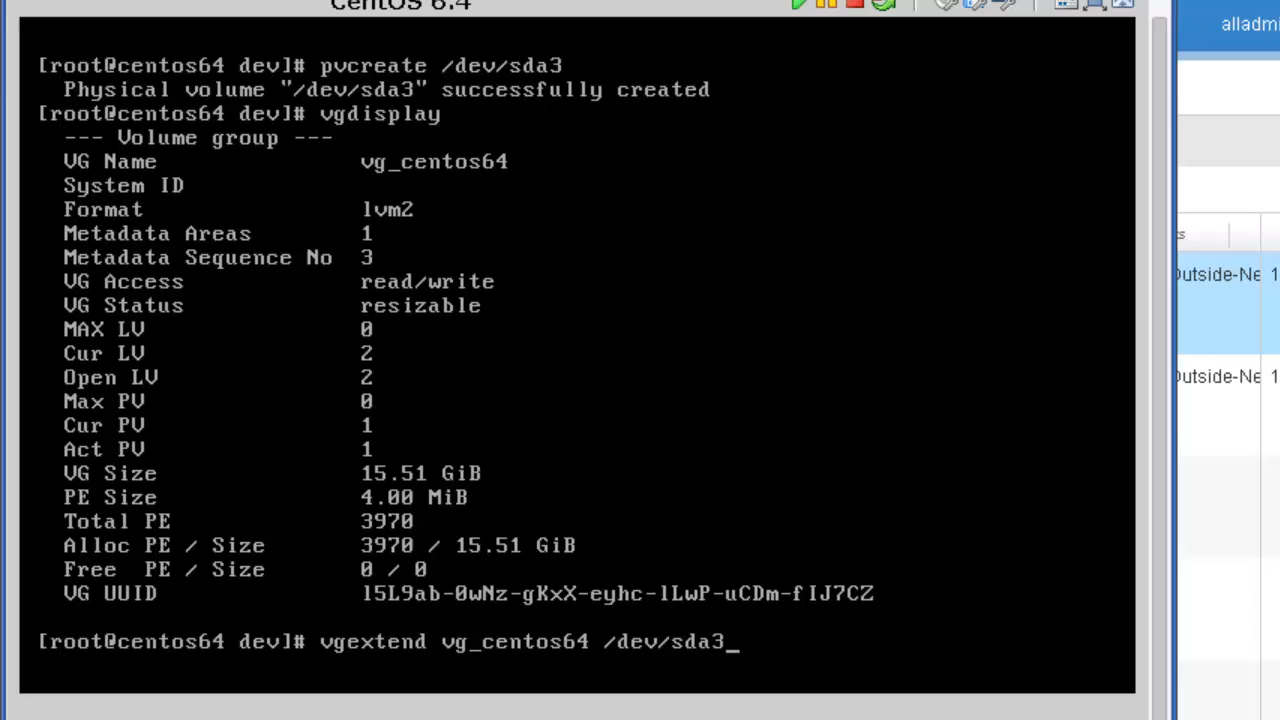 CentOS 6.4
[root@centos64 dev]# pvcreate /dev/sda3
Physical volume "/dev/sda3" successfully created
[root@centos64 dev]# vgdisplay
--- Volume group ---
VG Name vg_centos64
System ID
Format lvm2
Metadata Areas 1
Metadata Sequence No 3
VG Access read/write
VG Status resizable
MAX LV 0
Cur LV 2
Open LV 2
Max PV 0
Cur PV 1
Act PV 1
VG Size 15.51 GiB
PE Size 4.00 MiB
Total PE 3970
Alloc PE / Size 3970 / 15.51 GiB
Free PE / Size 0 / 0
VG UUID l5L9ab-0wNz-gKxX-eyhc-lLwP-uCDm-fIJ7CZ
[root@centos64 dev]# vgextend vg_centos64 /dev/sda3_
alladmi
s
Outside-Ne 1
Outside-Ne 1